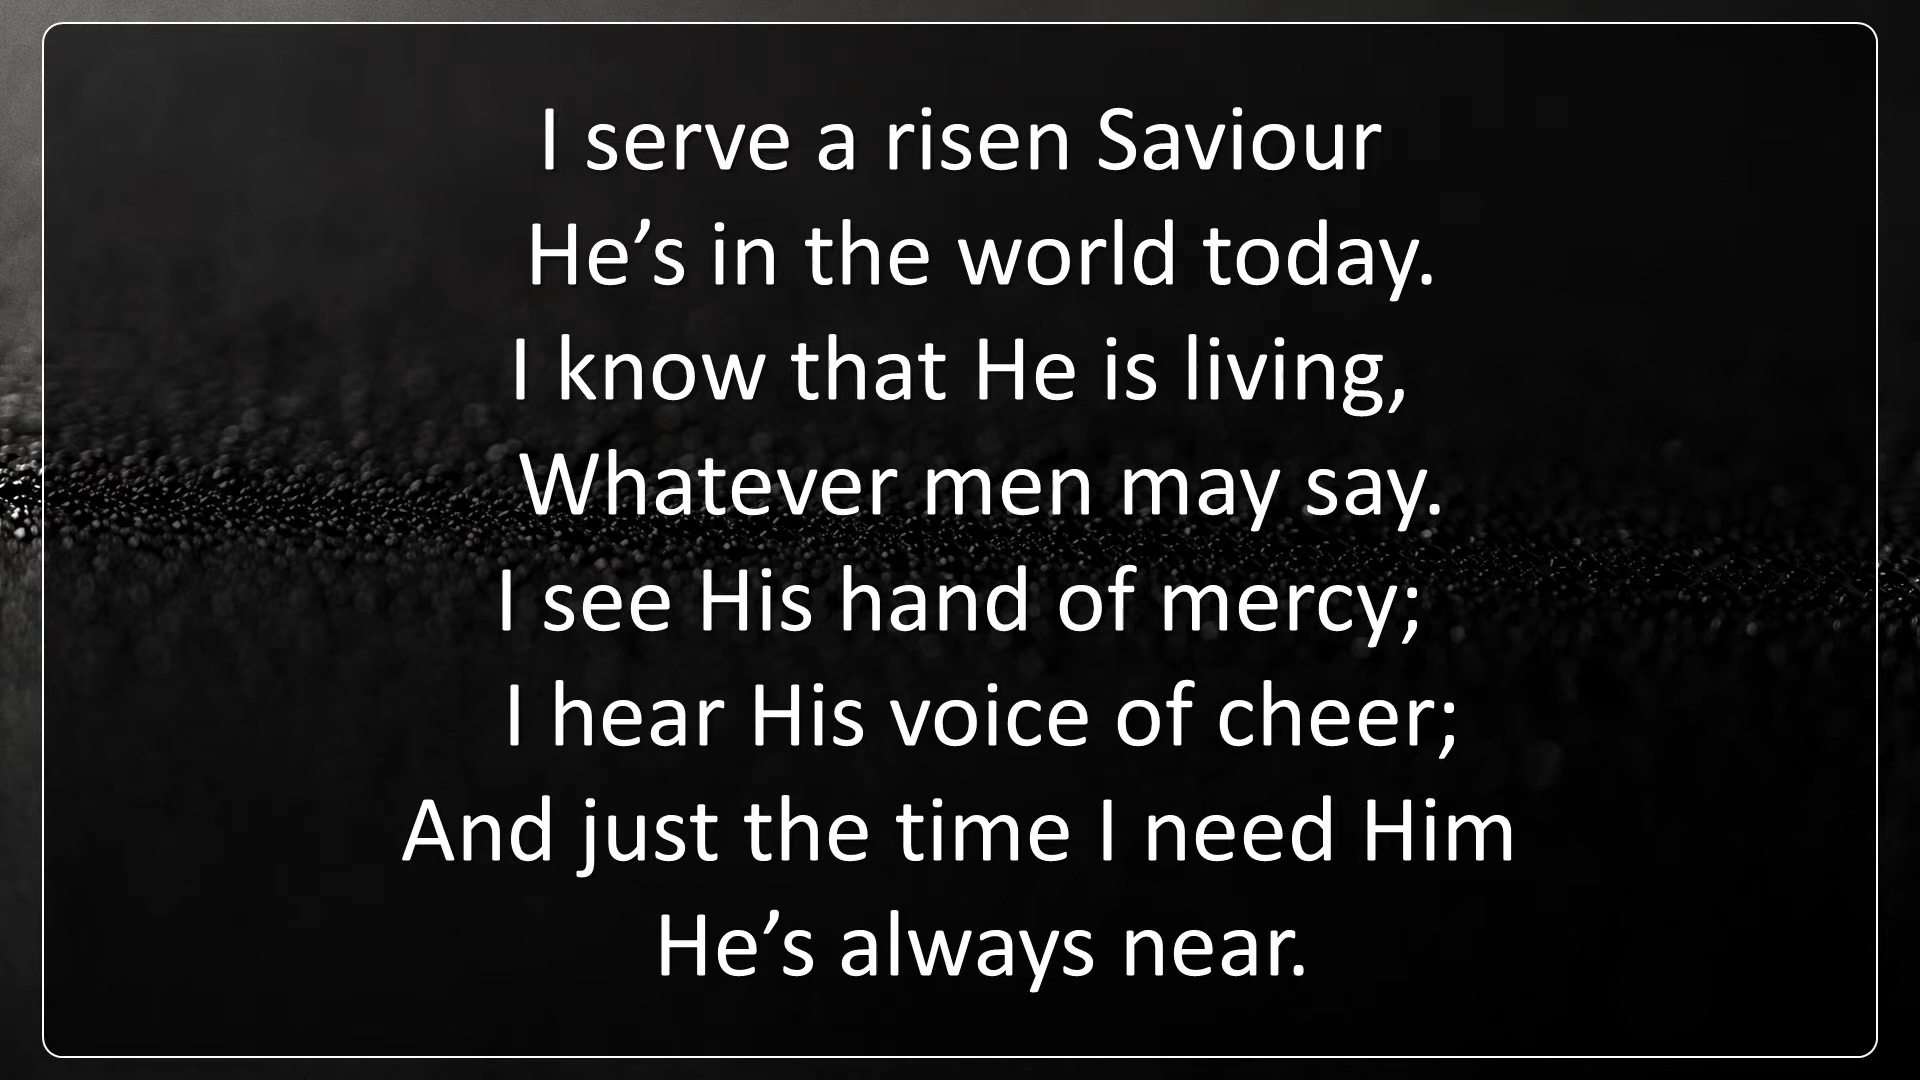 I serve a risen Saviour
He’s in the world today.
I know that He is living,
Whatever men may say.
I see His hand of mercy;
I hear His voice of cheer;
And just the time I need Him
He’s always near.